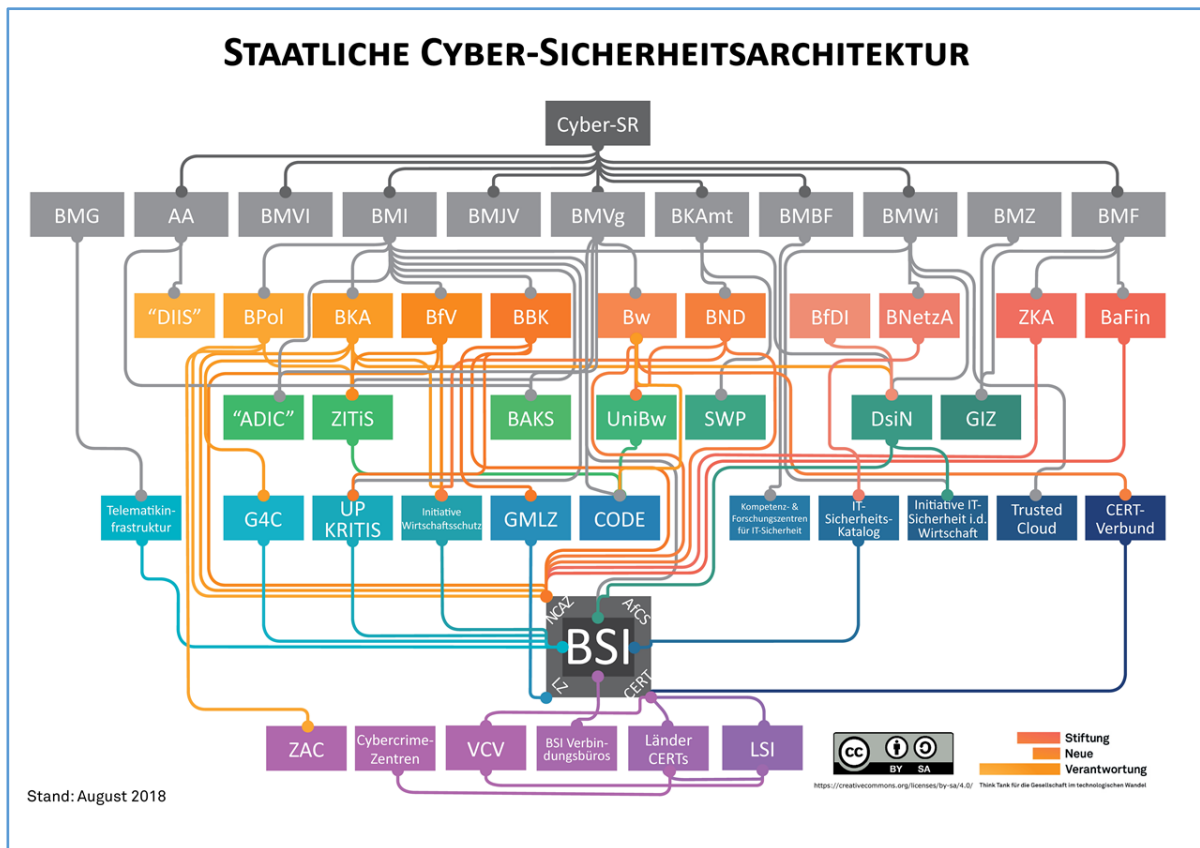 STAATLICHE CYBER-SICHERHEITSARCHITEKTUR
Cyber-SR
BMG
AA
BMVI
BMI
BMJV
BMVg
BKAmt
BMBF
BMWi
BMZ
BMF
"DIIS"
BPol
BKA
BfV
BBK
Bw
BND
BfDI
BNetzA
ZKA
BaFin
"ADIC"
ZITiS
BAKS
UniBw
SWP
DsiN
GIZ
Telematikin-
frastruktur
G4C
UP
KRITIS
Initiative
Wirtschaftsschutz
GMLZ
CODE
Kompetenz- &
Forschungszentren
für IT-Sicherheit
IT-
Sicherheits-
Katalog
Initiative IT-
Sicherheit i.d.
Wirtschaft
Trusted
Cloud
CERT-
Verbund
NCAZ
AfCS
BSI
LZ
CERT
ZAC
Cybercrime-
Zentren
VCV
BSI Verbin-
dungsbüros
Länder
CERTs
LSI
cc
BY SA
https://creativecommons.org/licenses/by-sa/4.0/
Stiftung
Neue
Verantwortung
Think Tank für die Gesellschaft im technologischen Wandel
Stand: August 2018